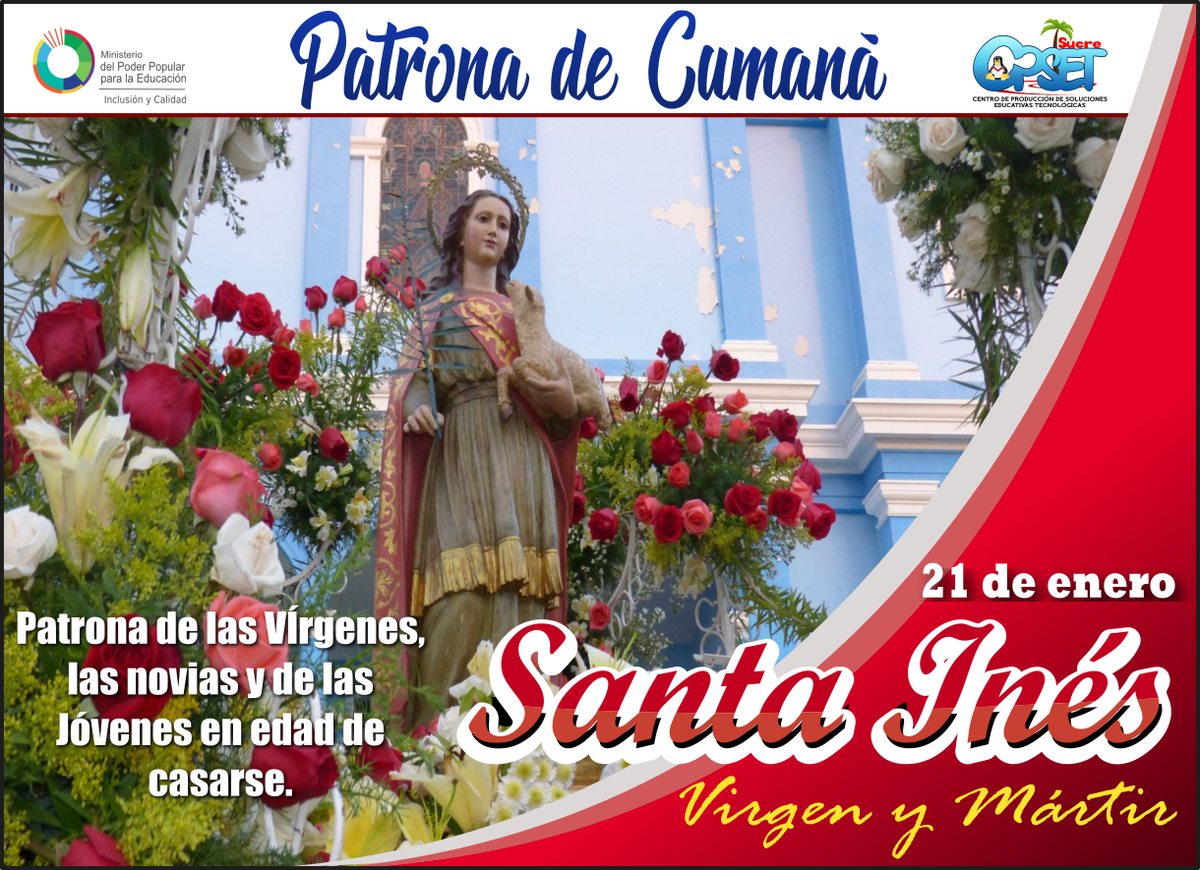 Ministerio
del Poder Popular
para la Educación
Inclusión y Calidad
Patrona de Cumanà
Sucre
CPSET
CENTRO DE PRODUCCIÓN DE SOLUCIONES
EDUCATIVAS TECNOLÓGICAS
21 de enero
Santa Inés
Virgen y Mártir
Patrona de las VÍrgenes,
las novias y de las
Jóvenes en edad de
casarse.